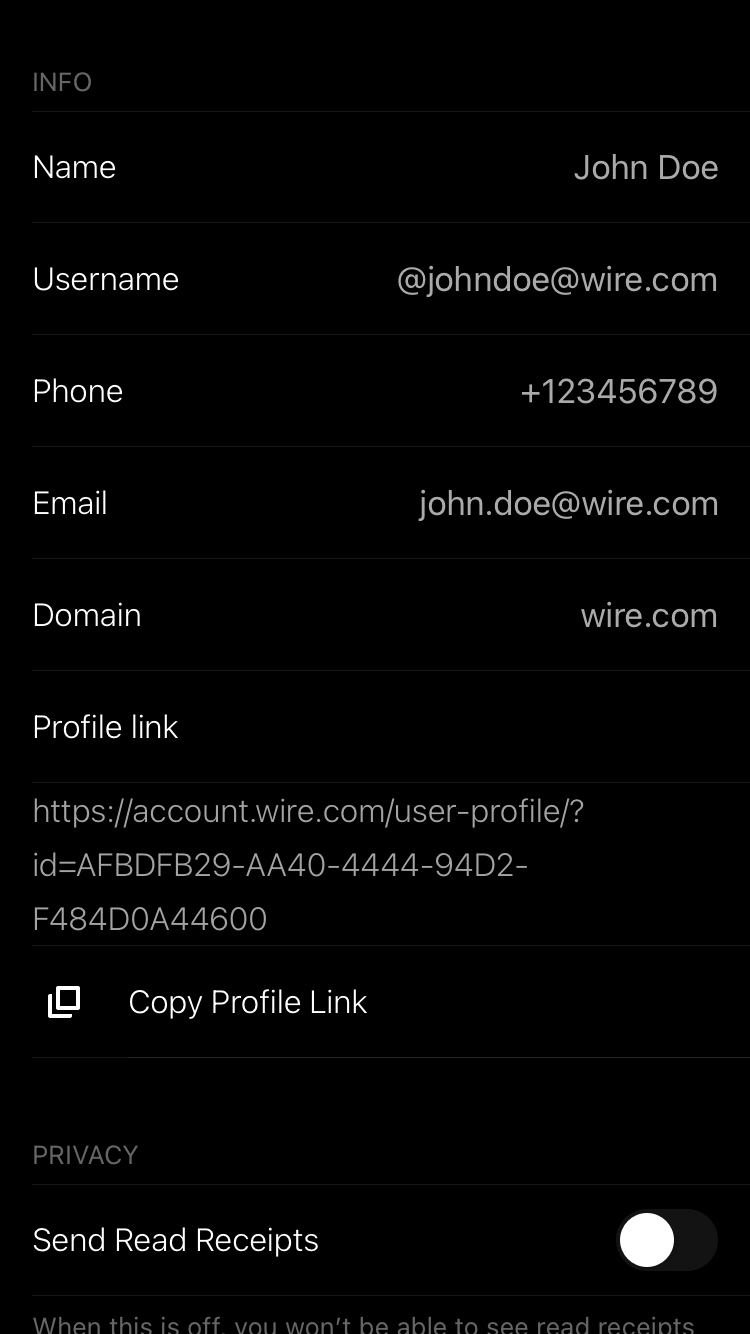 INFO
Name John Doe
Username @johndoe@wire.com
Phone +123456789
Email john.doe@wire.com
Domain wire.com
Profile link
https://account.wire.com/user-profile/?
id=AFBDFB29-AA40-4444-94D2-
F484D0A44600
Copy Profile Link
PRIVACY
Send Read Receipts
When this is off, you won’t be able to see read receipts